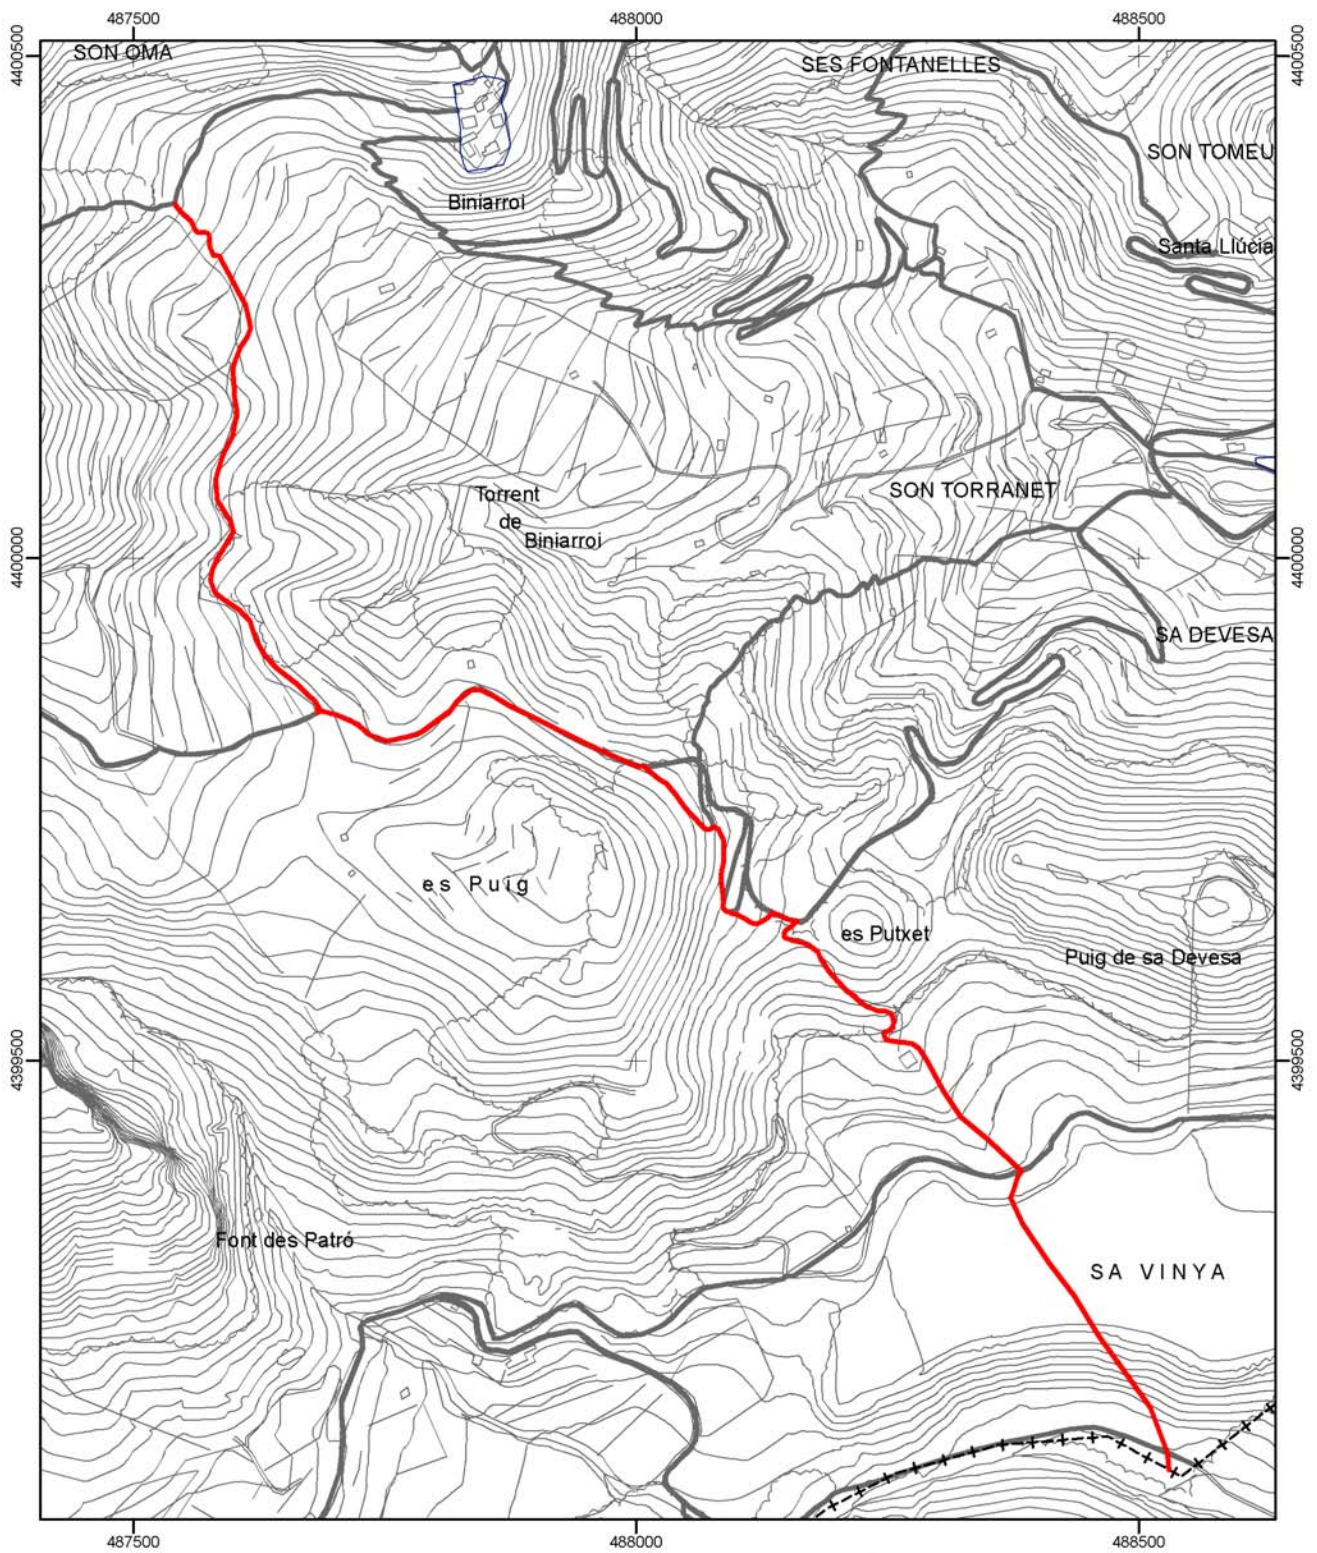 487500
488000
488500
4400500
4400500
SON OMA
SES FONTANELLES
SON TOMEU
Biniarroi
Santa Llúcia
Torrent
de
Biniarroi
SON TORRANET
4400000
4400000
SA DEVESA
es Puig
es Putxet
Puig de sa Devesa
4399500
4399500
Font des Patró
SA VINYA
487500
488000
488500